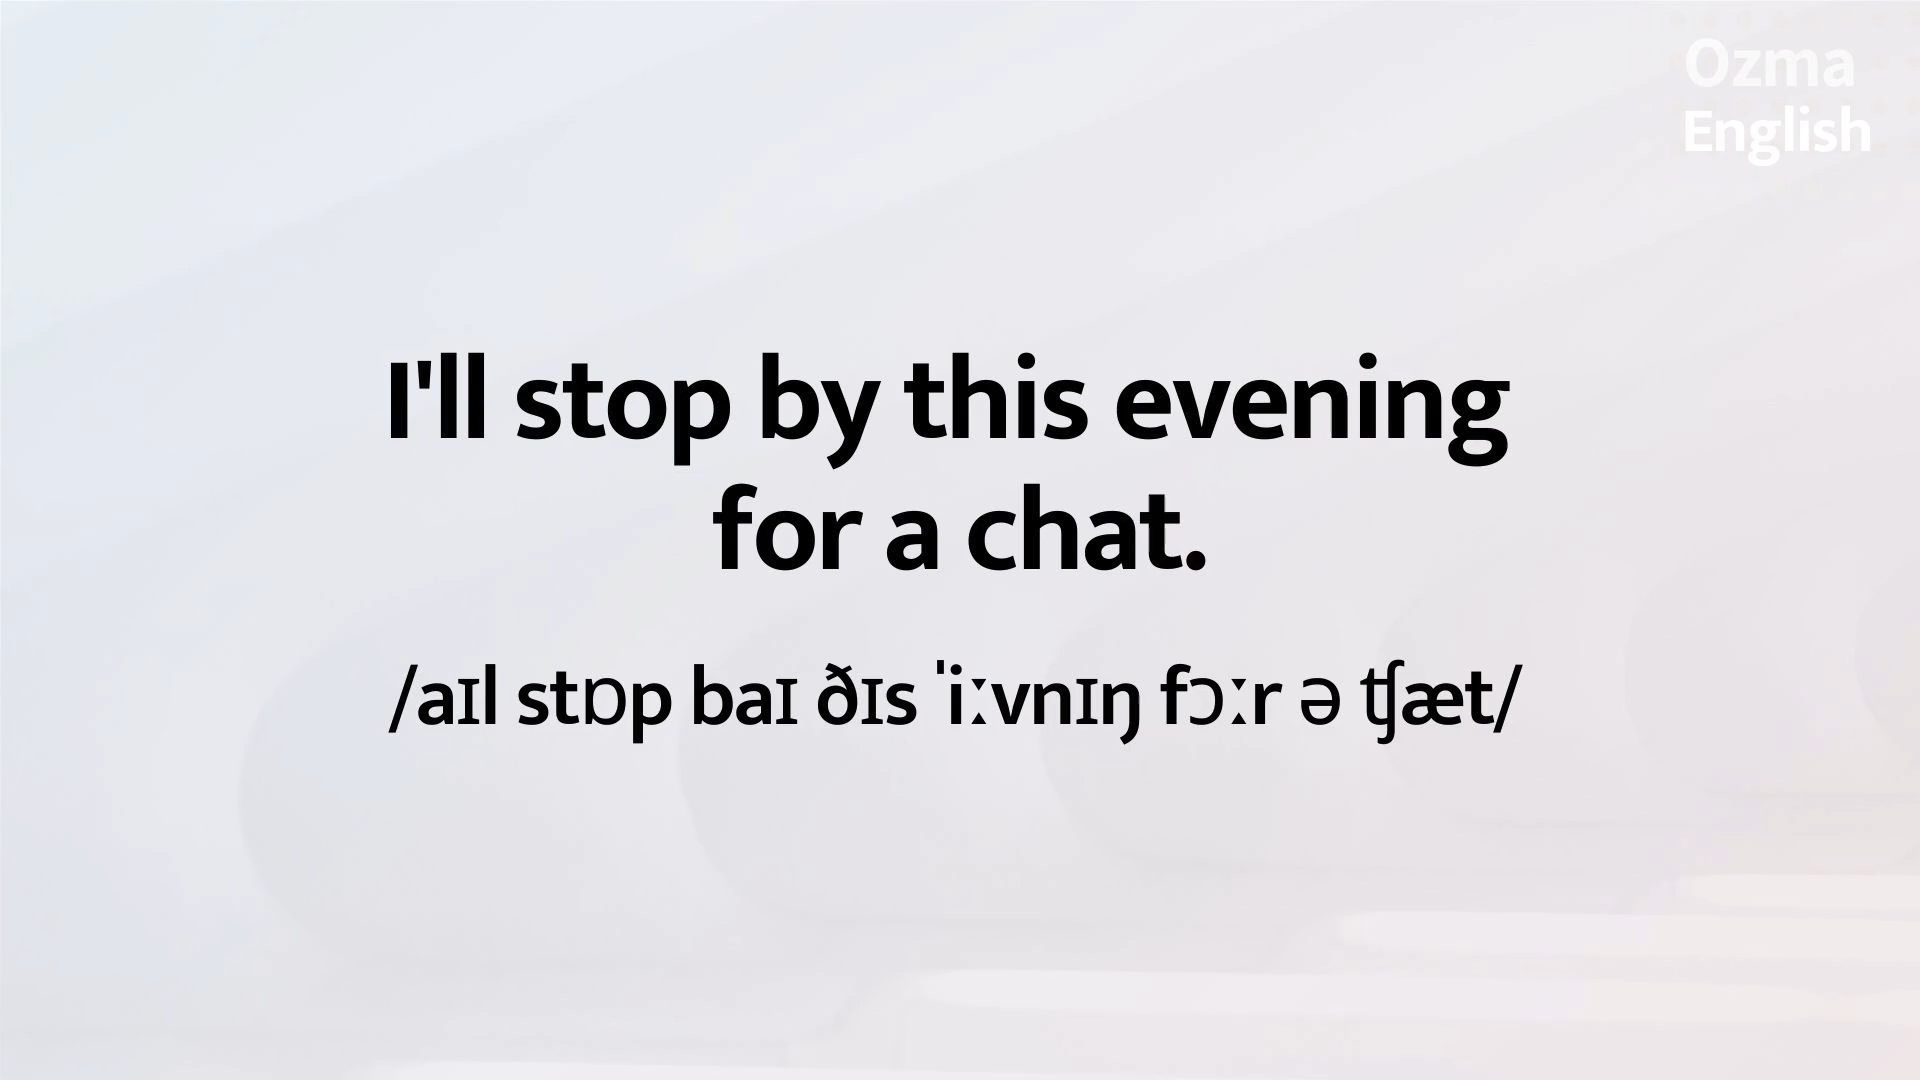 Ozma
English
I'll stop by this evening
for a chat.
/aɪl stɒp baɪ ðɪs ˈiːvnɪŋ fɔːr ə ʧæt/